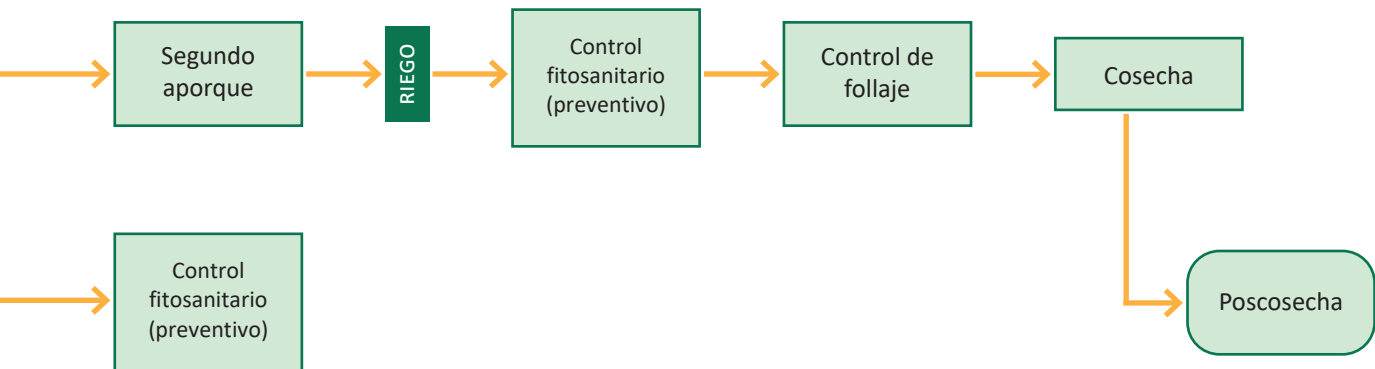 Segundo
aporque
RIEGO
Control
fitosanitario
(preventivo)
Control de
follaje
Cosecha
Control
fitosanitario
(preventivo)
Poscosecha